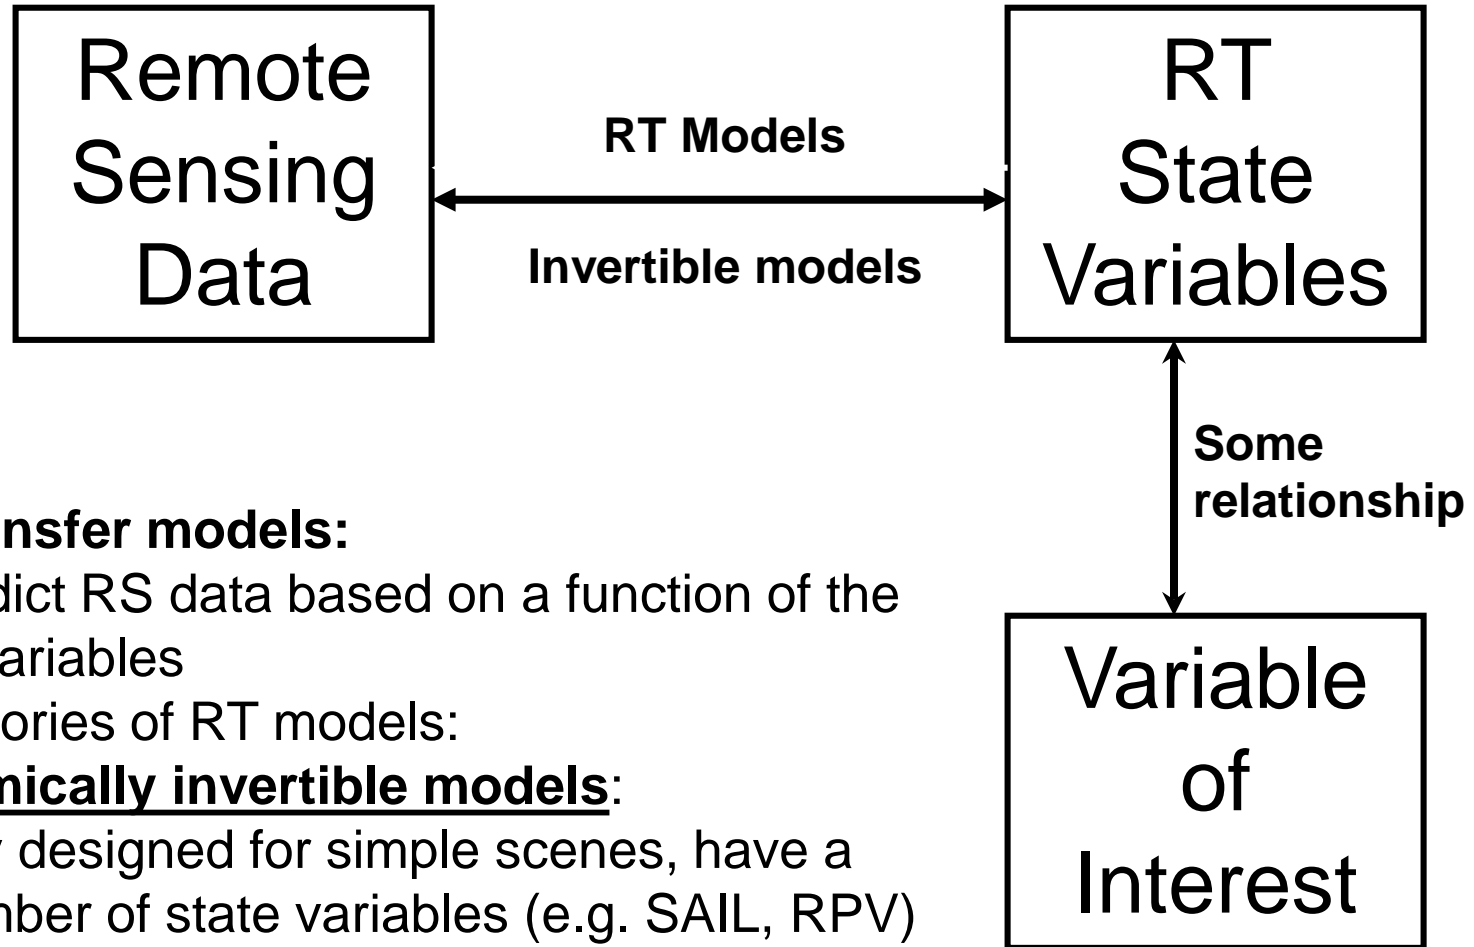 Remote
Sensing
Data
RT Models
Invertible models
RT
State
Variables
Some
relationship
nsfer models:
dict RS data based on a function of the
ariables
ories of RT models:
mically invertible models:
y designed for simple scenes, have a
mber of state variables (e.g. SAIL, RPV)
Variable
of
Interest